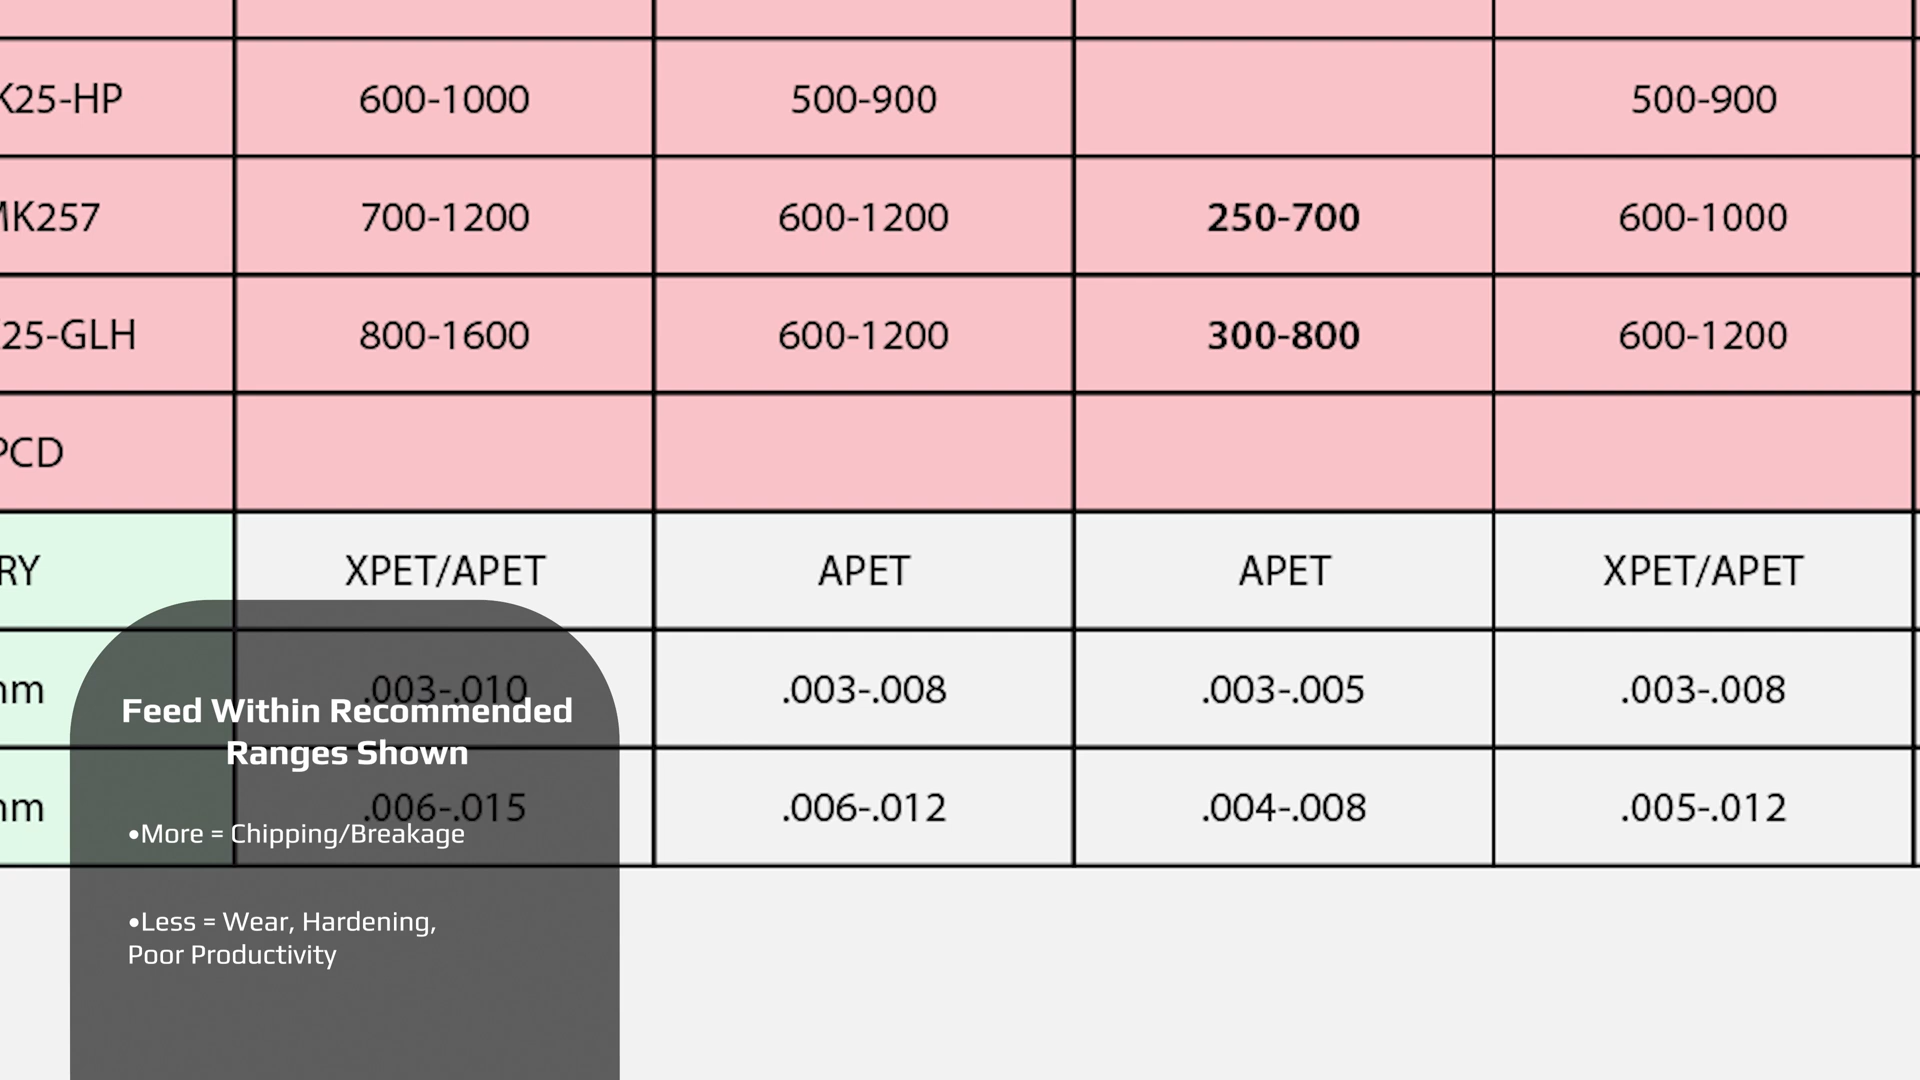 K25-HP 600-1000 500-900 500-900
MK257 700-1200 600-1200 250-700 600-1000
25-GLH 800-1600 600-1200 300-800 600-1200
PCD
RY XPET/APET APET APET XPET/APET
mm .003-.010 .003-.008 .003-.005 .003-.008
mm .006-.015 .006-.012 .004-.008 .005-.012
Feed Within Recommended
Ranges Shown
•More = Chipping/Breakage
•Less = Wear, Hardening,
Poor Productivity